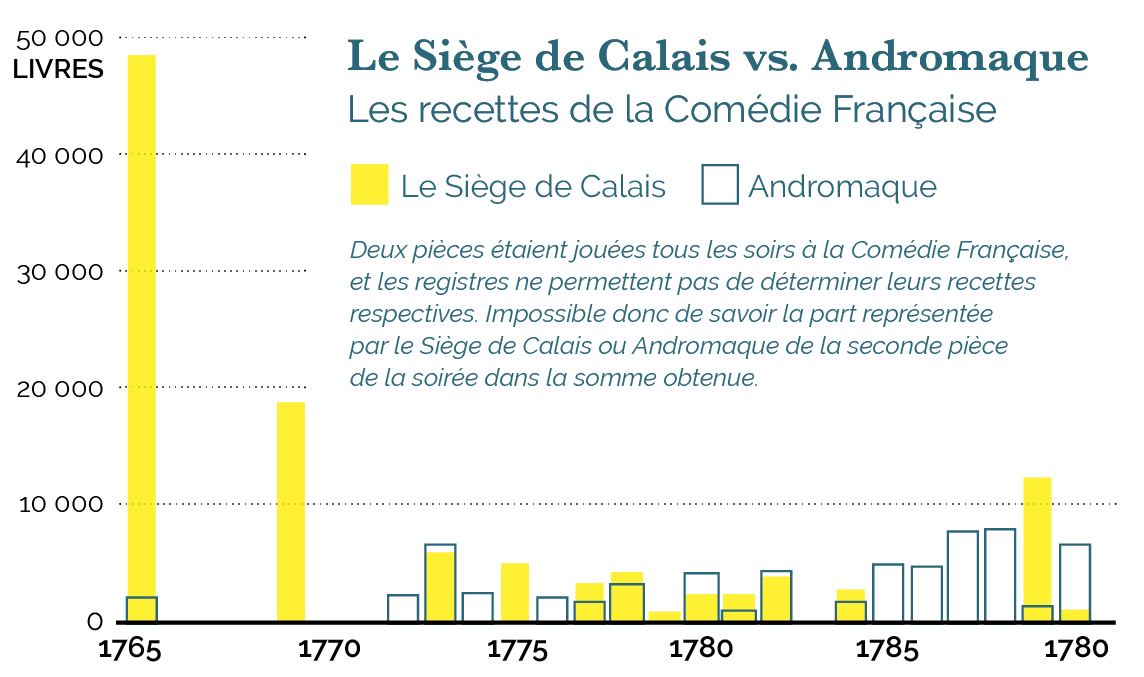 50 000
LIVRES
Le Siège de Calais vs. Andromaque
Les recettes de la Comédie Française
40 000
Le Siège de Calais
Andromaque
Deux pièces étaient jouées tous les soirs à la Comédie Française,
et les registres ne permettent pas de déterminer leurs recettes
respectives. Impossible donc de savoir la part représentée
par le Siège de Calais ou Andromaque de la seconde pièce
de la soirée dans la somme obtenue.
30 000
20 000
10 000
0
1765
1770
1775
1780
1785
1780